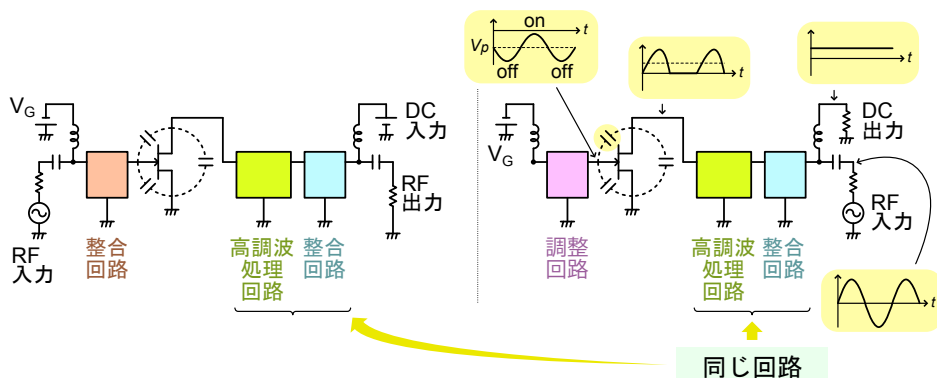 V_G
RF
入力
整合
回路
高調波
処理
回路
整合
回路
DC
入力
RF
出力
on
t
V_p
off
off
t
t
V_G
調整
回路
高調波
処理
回路
整合
回路
DC
出力
RF
入力
t
同じ回路